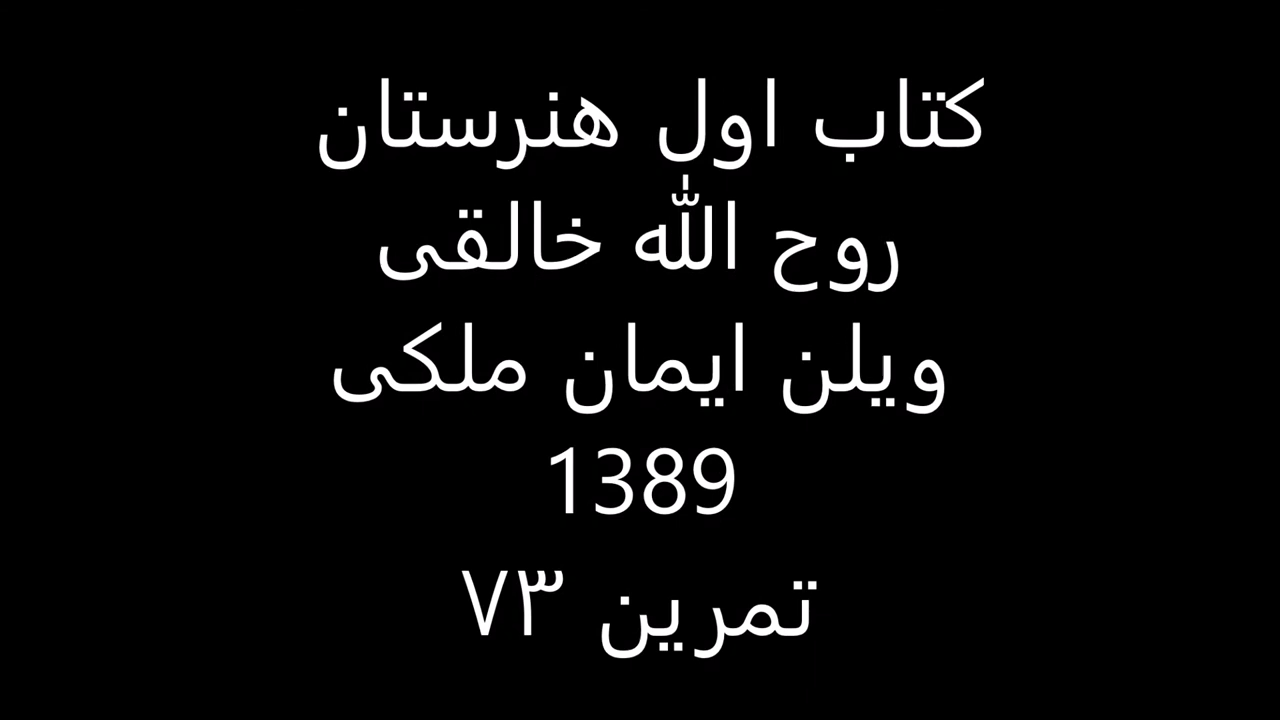 کتاب اول هنرستان
روح الله خالقی
ویلن ایمان ملکی
1389
تمرین ۷۳